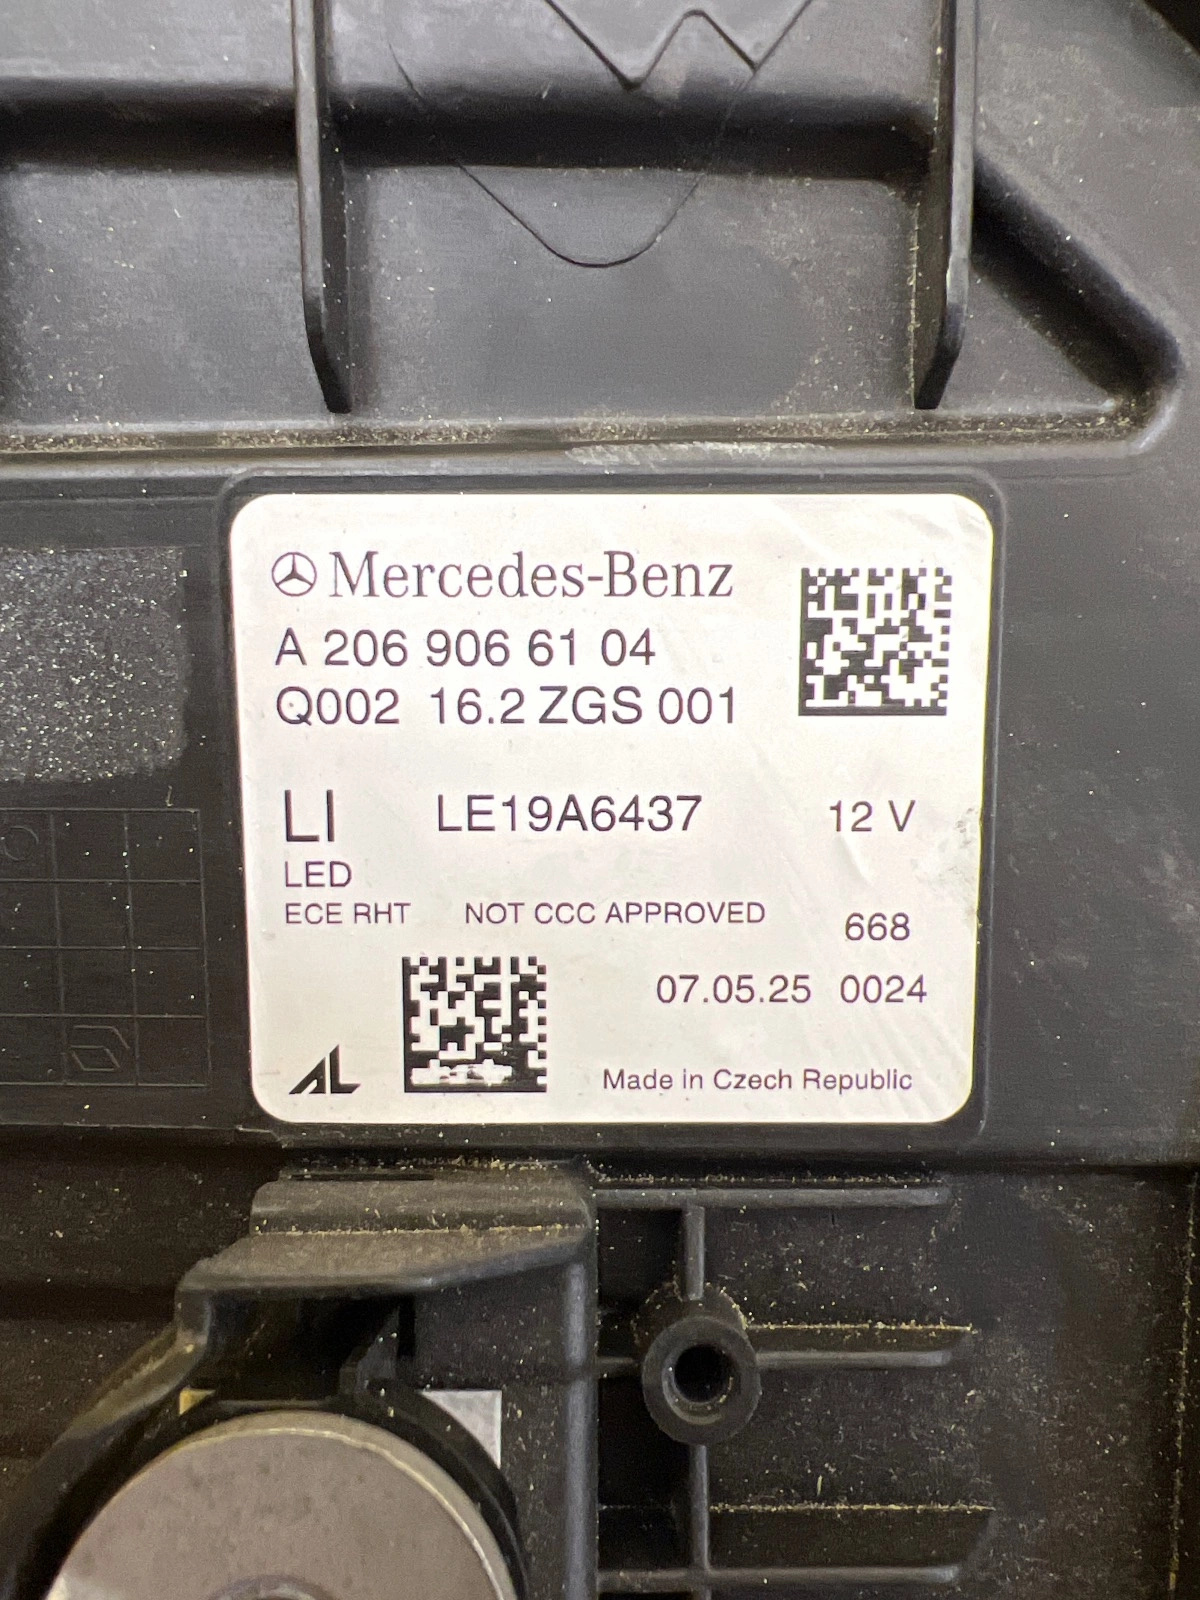 Mercedes-Benz
A 206 906 61 04
Q002 16.2 ZGS 001
LI LE19A6437 12 V
LED
ECE RHT NOT CCC APPROVED
668
07.05.25 0024
AL
Made in Czech Republic